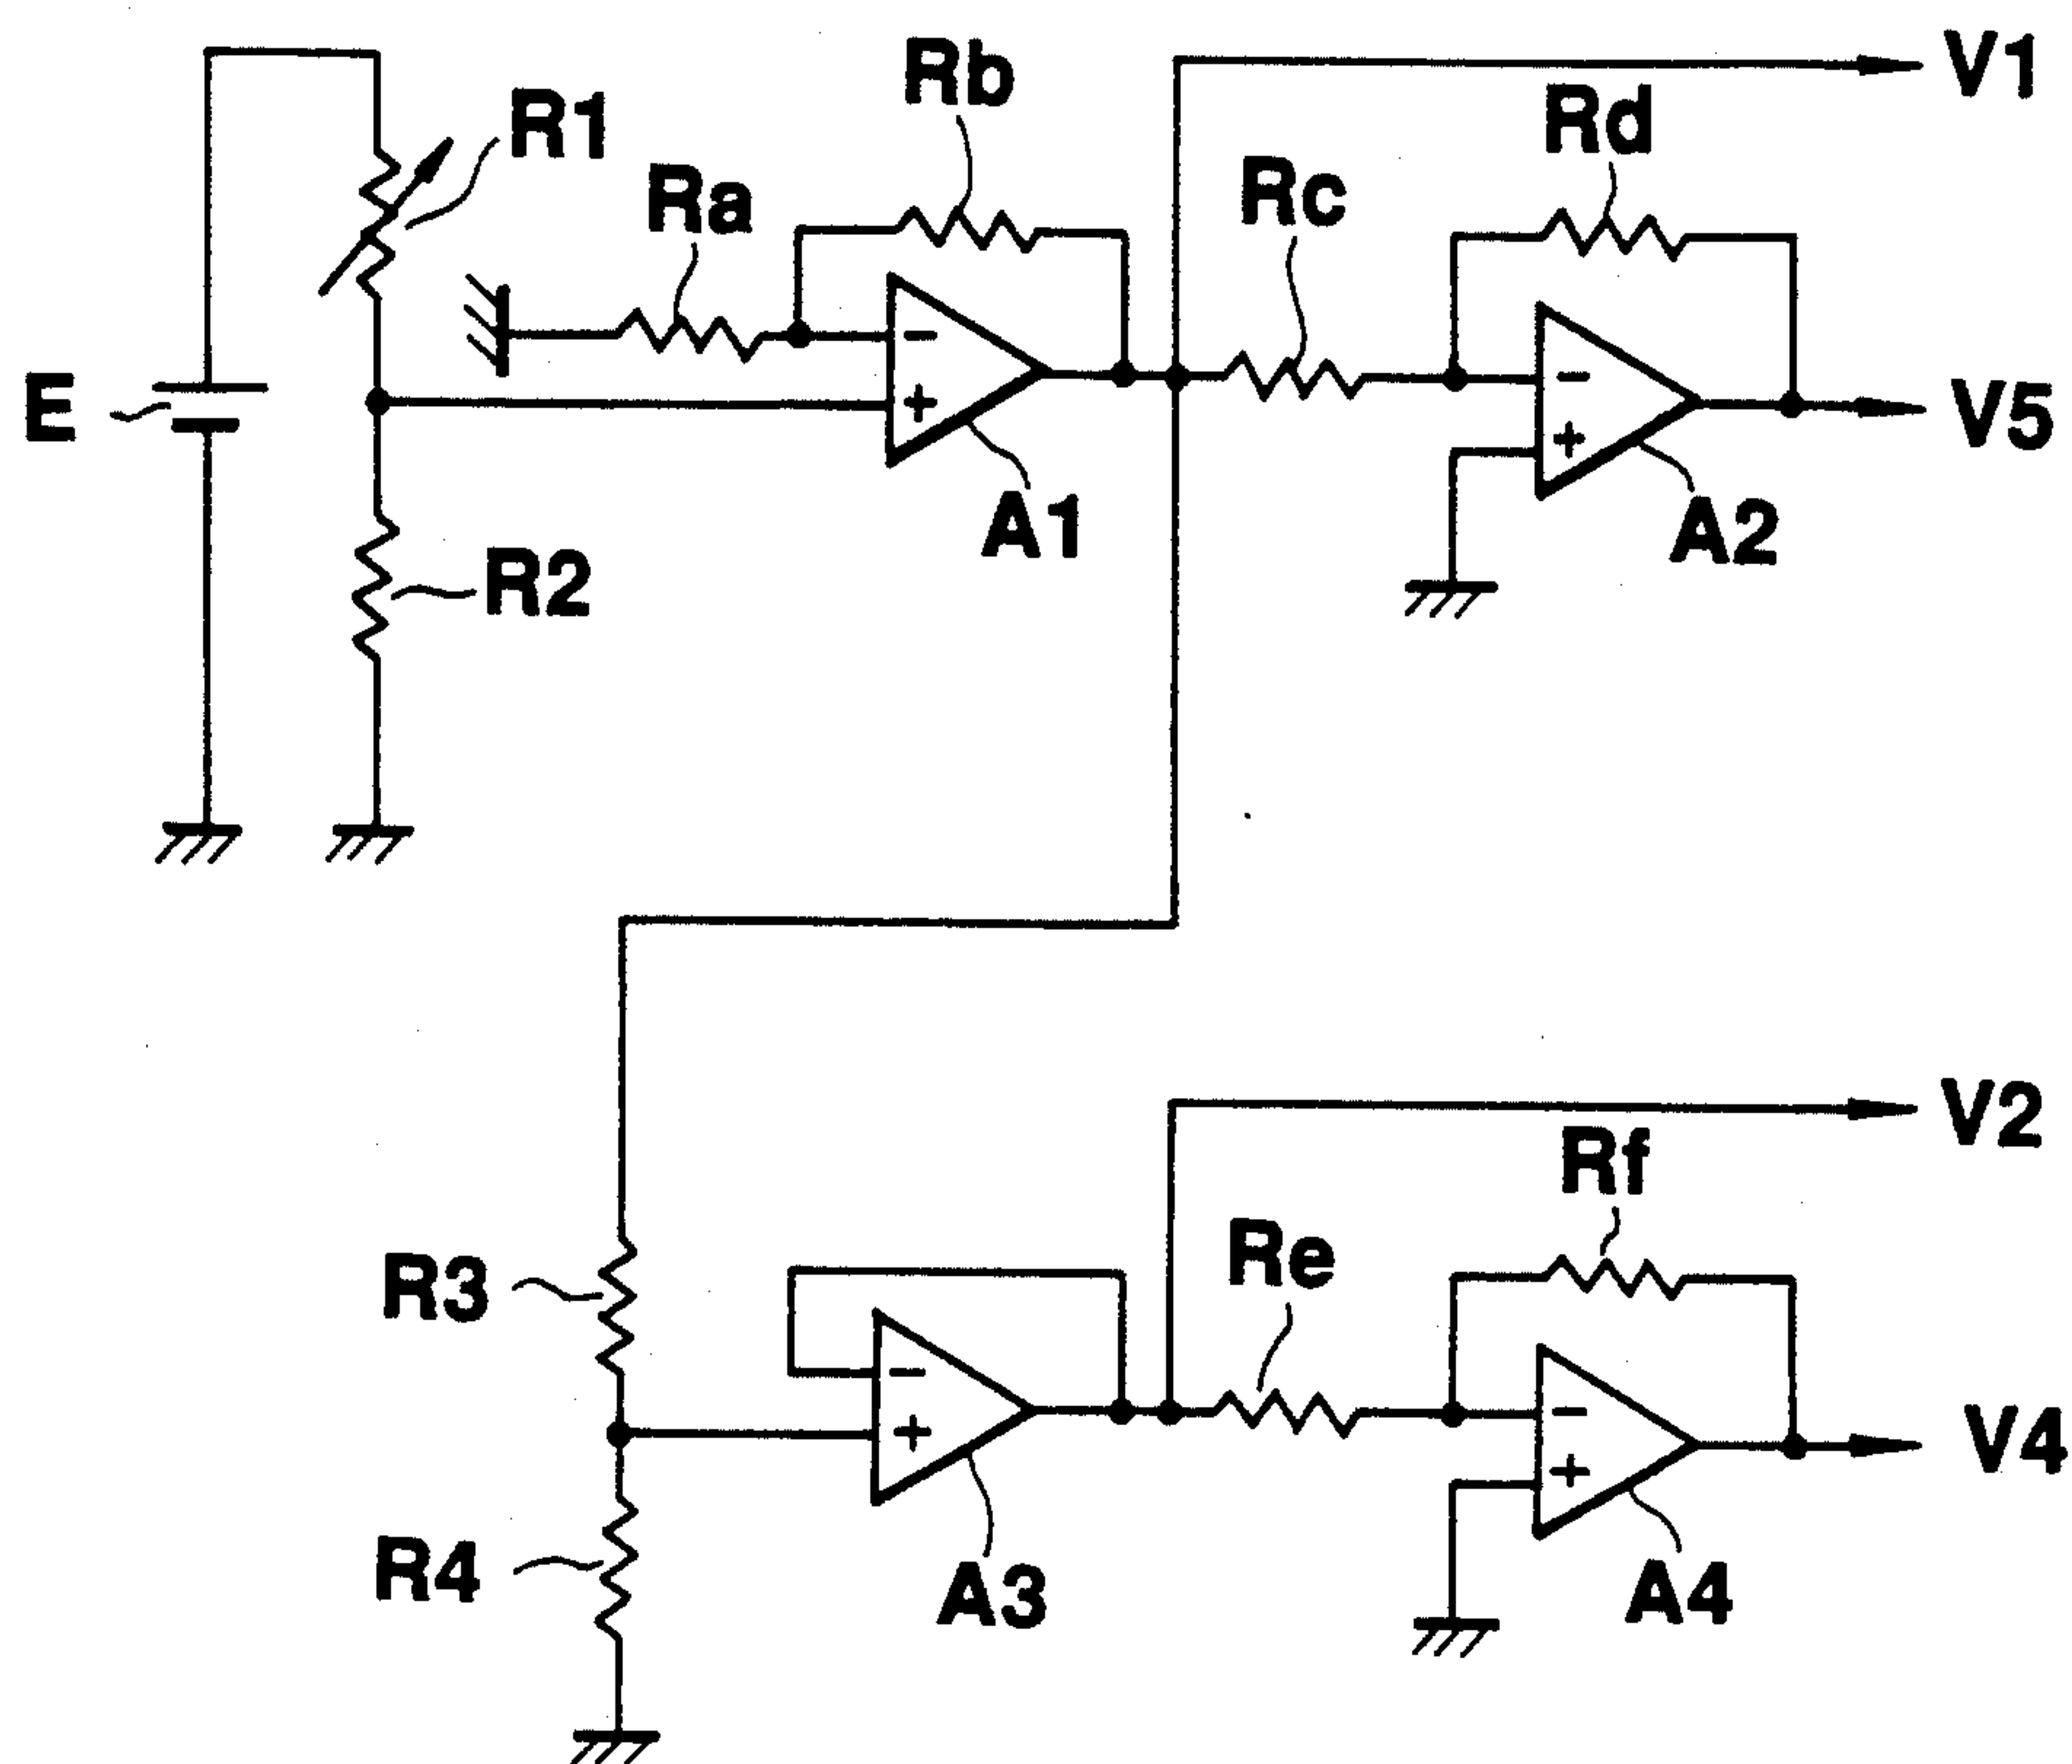 V1
Rb
R1
Rd
Ra
Rc
E
-
+
-
+
V5
A1
A2
R2
V2
Rf
Re
R3
-
+
-
+
V4
R4
A3
A4